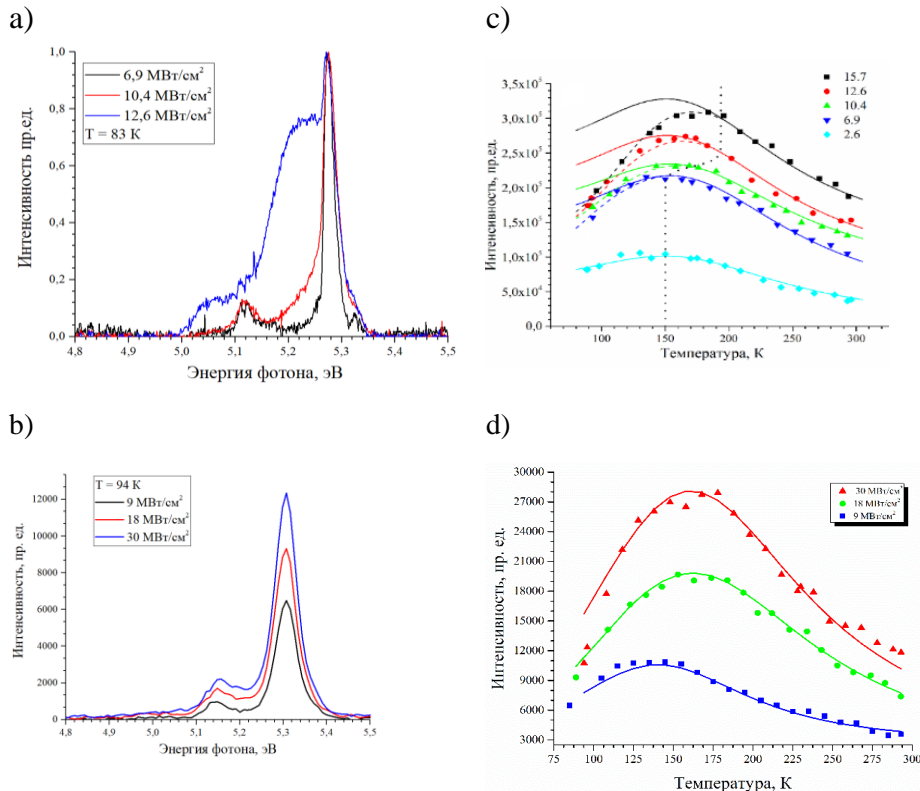 a)
1,0
0,8
0,6
0,4
0,2
0,0
Интенсивность пр.ед.
6,9 МВт/см²
10,4 МВт/см²
12,6 МВт/см²
T = 83 K
4,8 4,9 5,0 5,1 5,2 5,3 5,4 5,5
Энергия фотона, эВ
c)
3,5x10⁵
3,0x10⁵
2,5x10⁵
2,0x10⁵
1,5x10⁵
1,0x10⁵
5,0x10⁴
0,0
Интенсивность, пр.ед.
15.7
12.6
10.4
6.9
2.6
100 150 200 250 300
Температура, К
b)
12000
10000
8000
6000
4000
2000
0
Интенсивность, пр. ед.
T = 94 K
9 МВт/см²
18 МВт/см²
30 МВт/см²
4,8 4,9 5,0 5,1 5,2 5,3 5,4 5,5
Энергия фотона, эВ
d)
30000
27000
24000
21000
18000
15000
12000
9000
6000
3000
Интенсивность, пр. ед.
30 МВт/см²
18 МВт/см²
9 МВт/см²
75 100 125 150 175 200 225 250 275 300
Температура, К